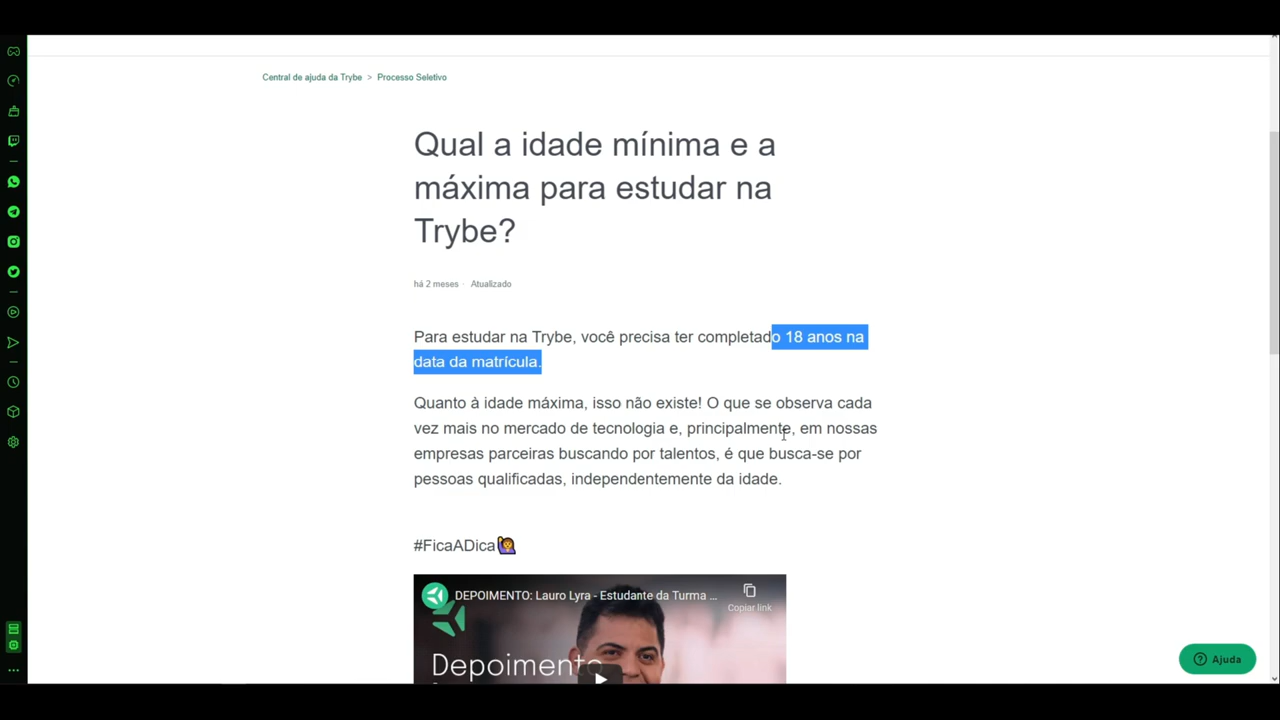 Central de ajuda da Trybe > Processo Seletivo
Qual a idade mínima e a
máxima para estudar na
Trybe?
há 2 meses · Atualizado
Para estudar na Trybe, você precisa ter completado 18 anos na
data da matrícula.
Quanto à idade máxima, isso não existe! O que se observa cada
vez mais no mercado de tecnologia e, principalmente, em nossas
empresas parceiras buscando por talentos, é que busca-se por
pessoas qualificadas, independentemente da idade.
#FicaADica🙋
DEPOIMENTO: Lauro Lyra - Estudante da Turma ...
Copiar link
Depoimento
Ajuda